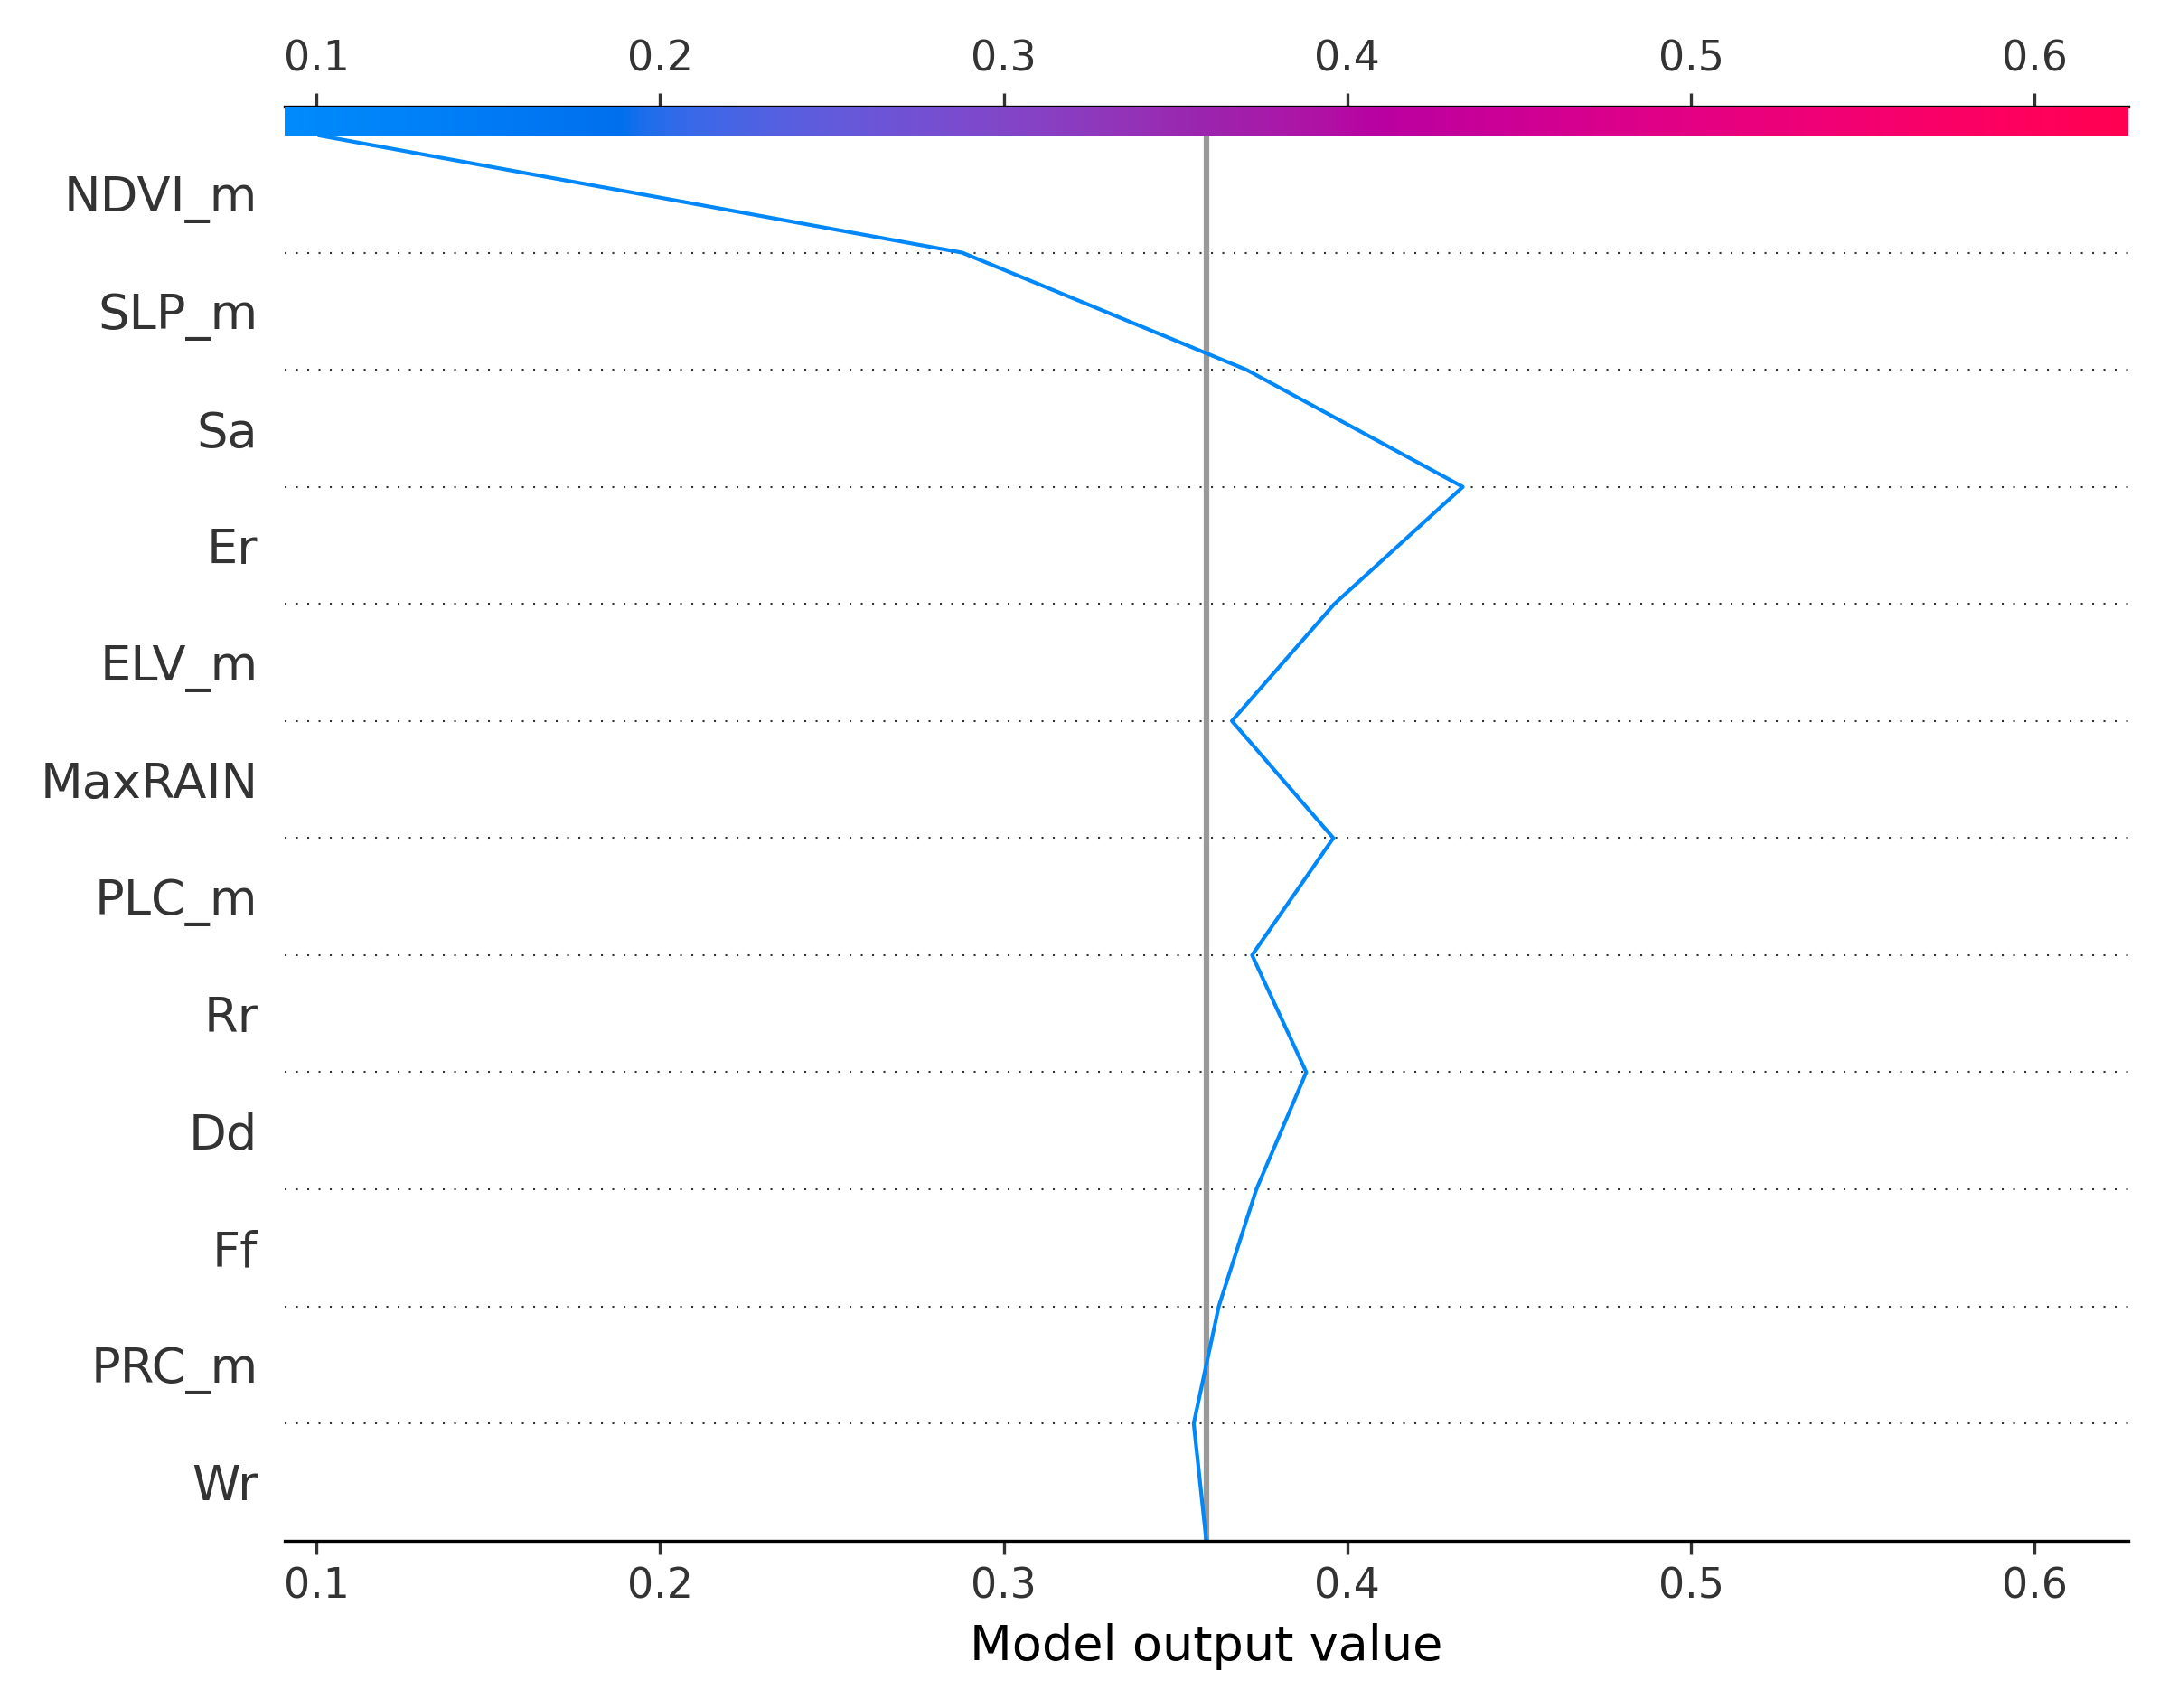 0.1 0.2 0.3 0.4 0.5 0.6
NDVI_m
SLP_m
Sa
Er
ELV_m
MaxRAIN
PLC_m
Rr
Dd
Ff
PRC_m
Wr
0.1 0.2 0.3 0.4 0.5 0.6
Model output value